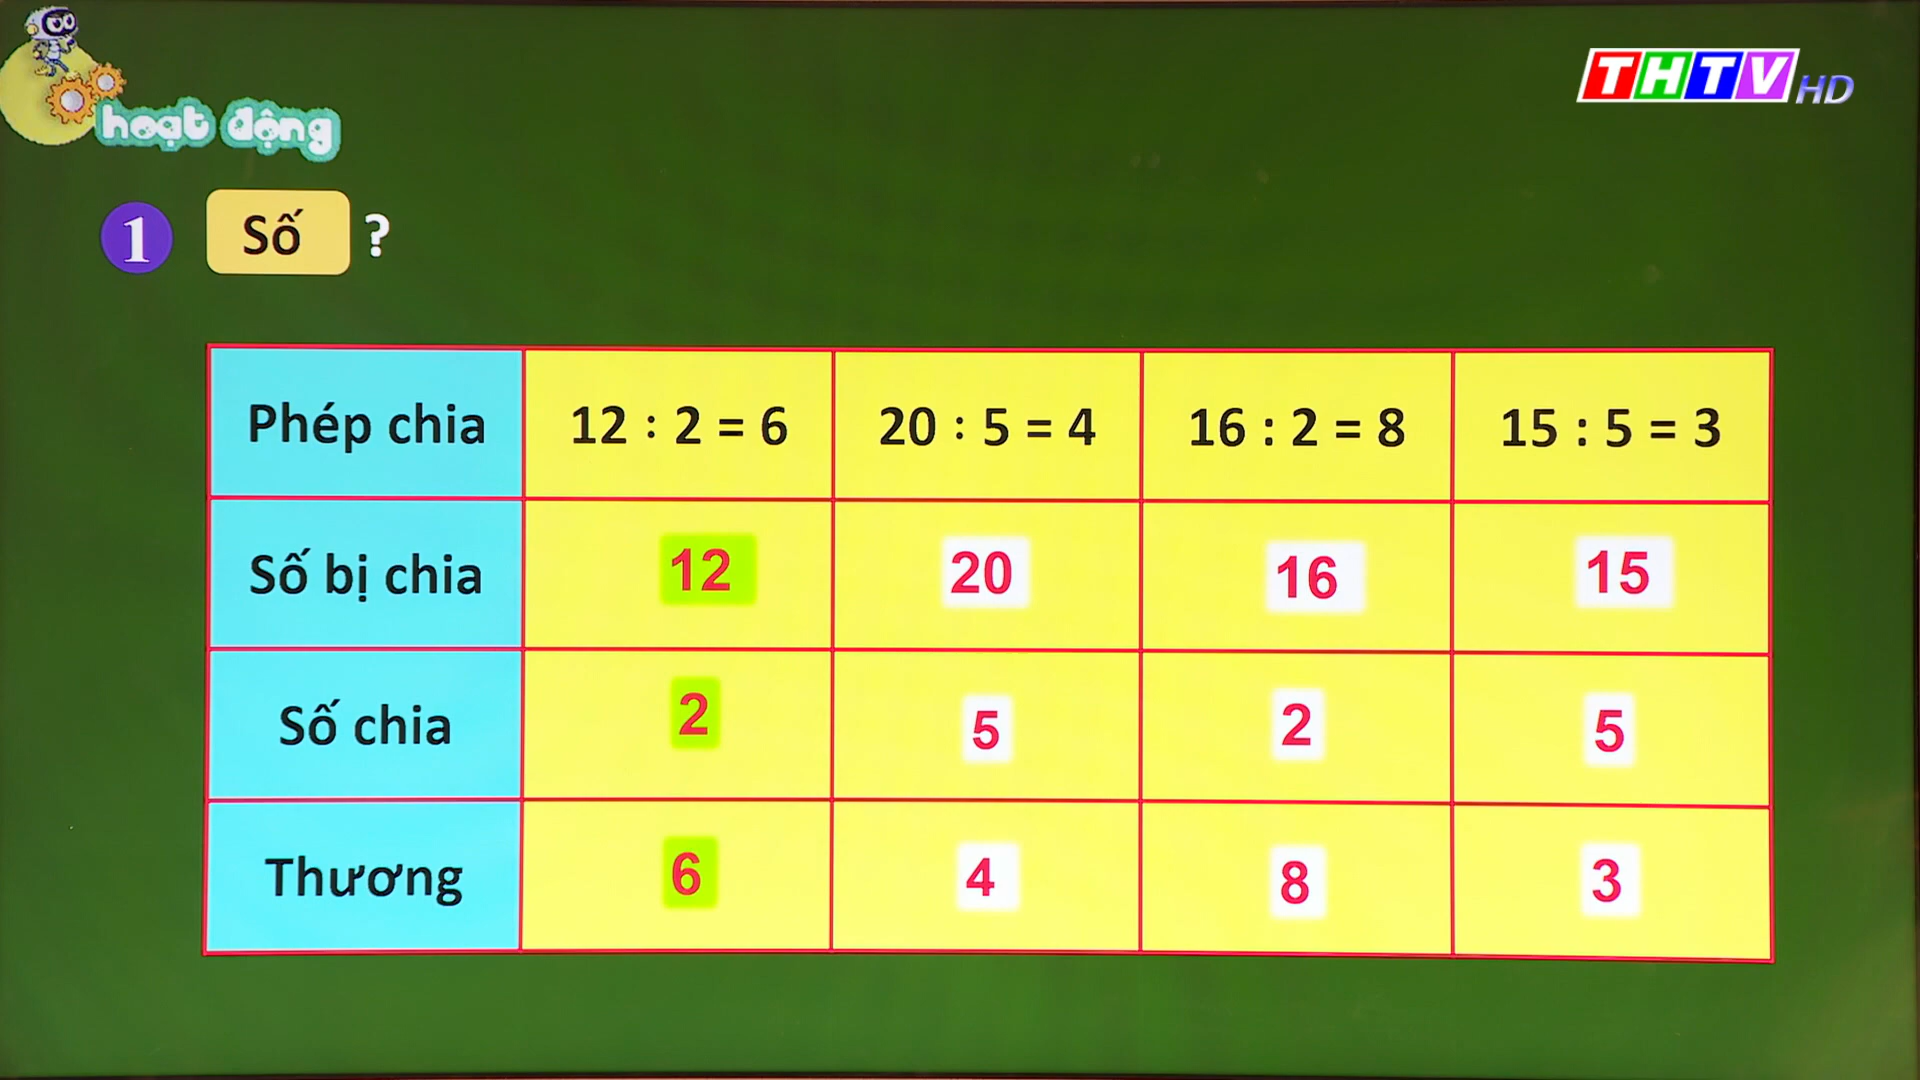 THTV HD
hoạt động
1 Số ?
Phép chia 12 : 2 = 6 20 : 5 = 4 16 : 2 = 8 15 : 5 = 3
Số bị chia 12 20 16 15
Số chia 2 5 2 5
Thương 6 4 8 3